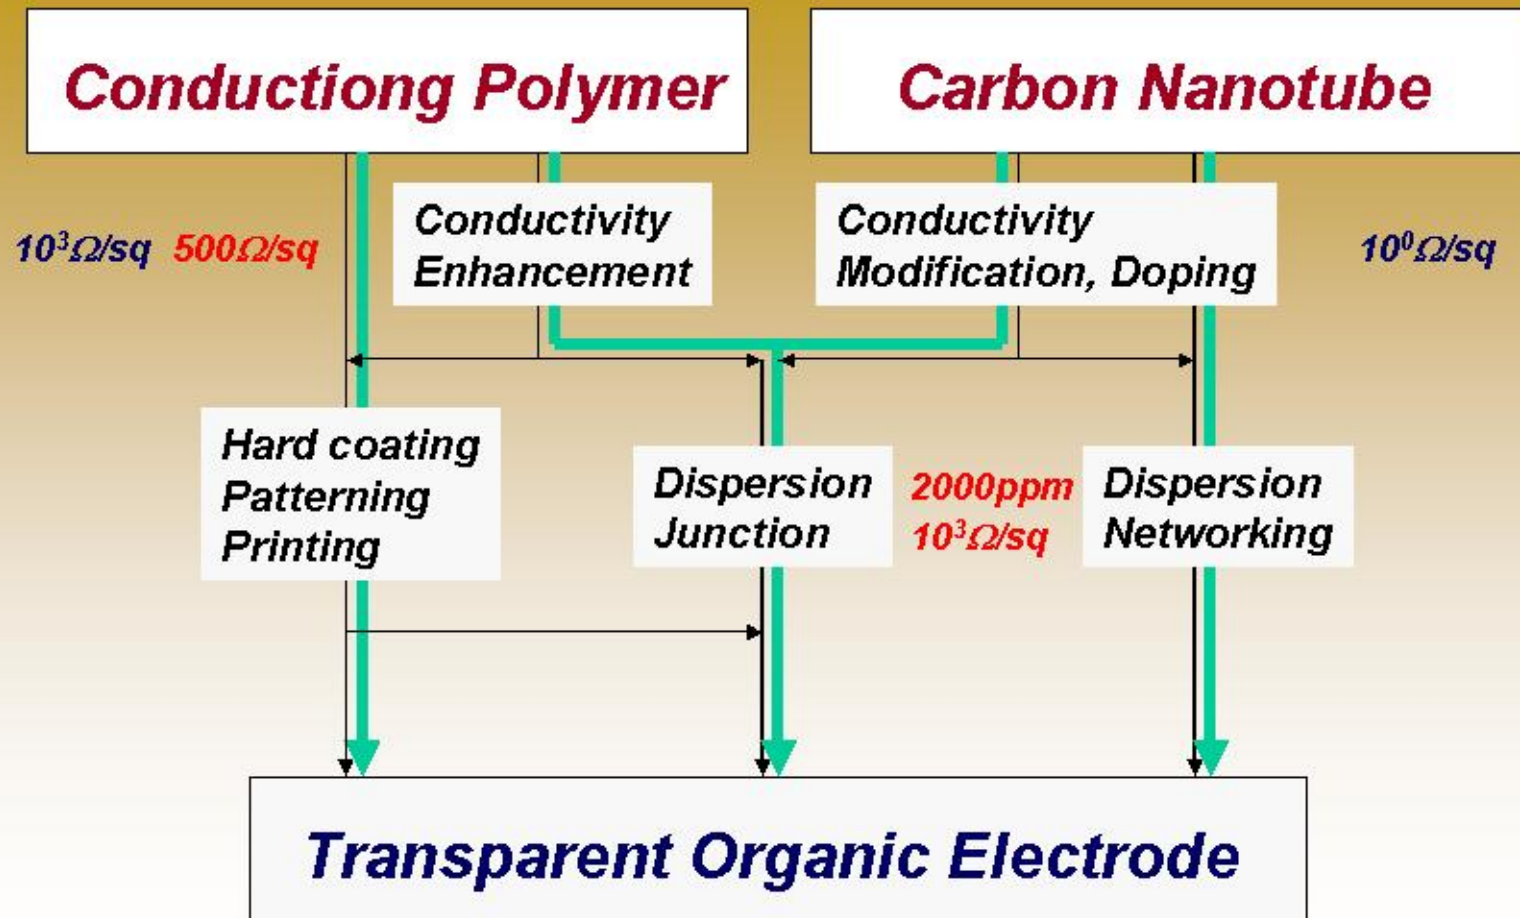 Conductiong Polymer
Carbon Nanotube
10³Ω/sq 500Ω/sq
Conductivity
Enhancement
Conductivity
Modification, Doping
10⁰Ω/sq
Hard coating
Patterning
Printing
Dispersion
Junction
2000ppm
10³Ω/sq
Dispersion
Networking
Transparent Organic Electrode